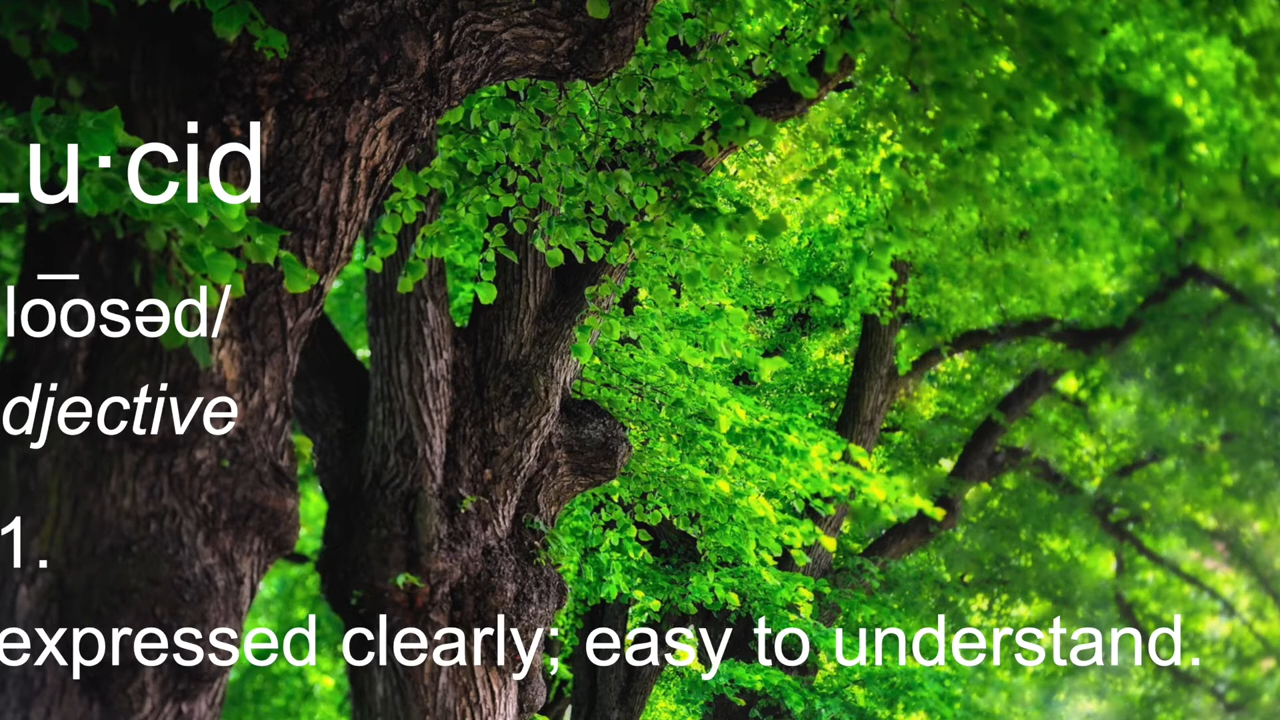 Lu·cid
lo͞osəd/
djective
1.
expressed clearly; easy to understand.